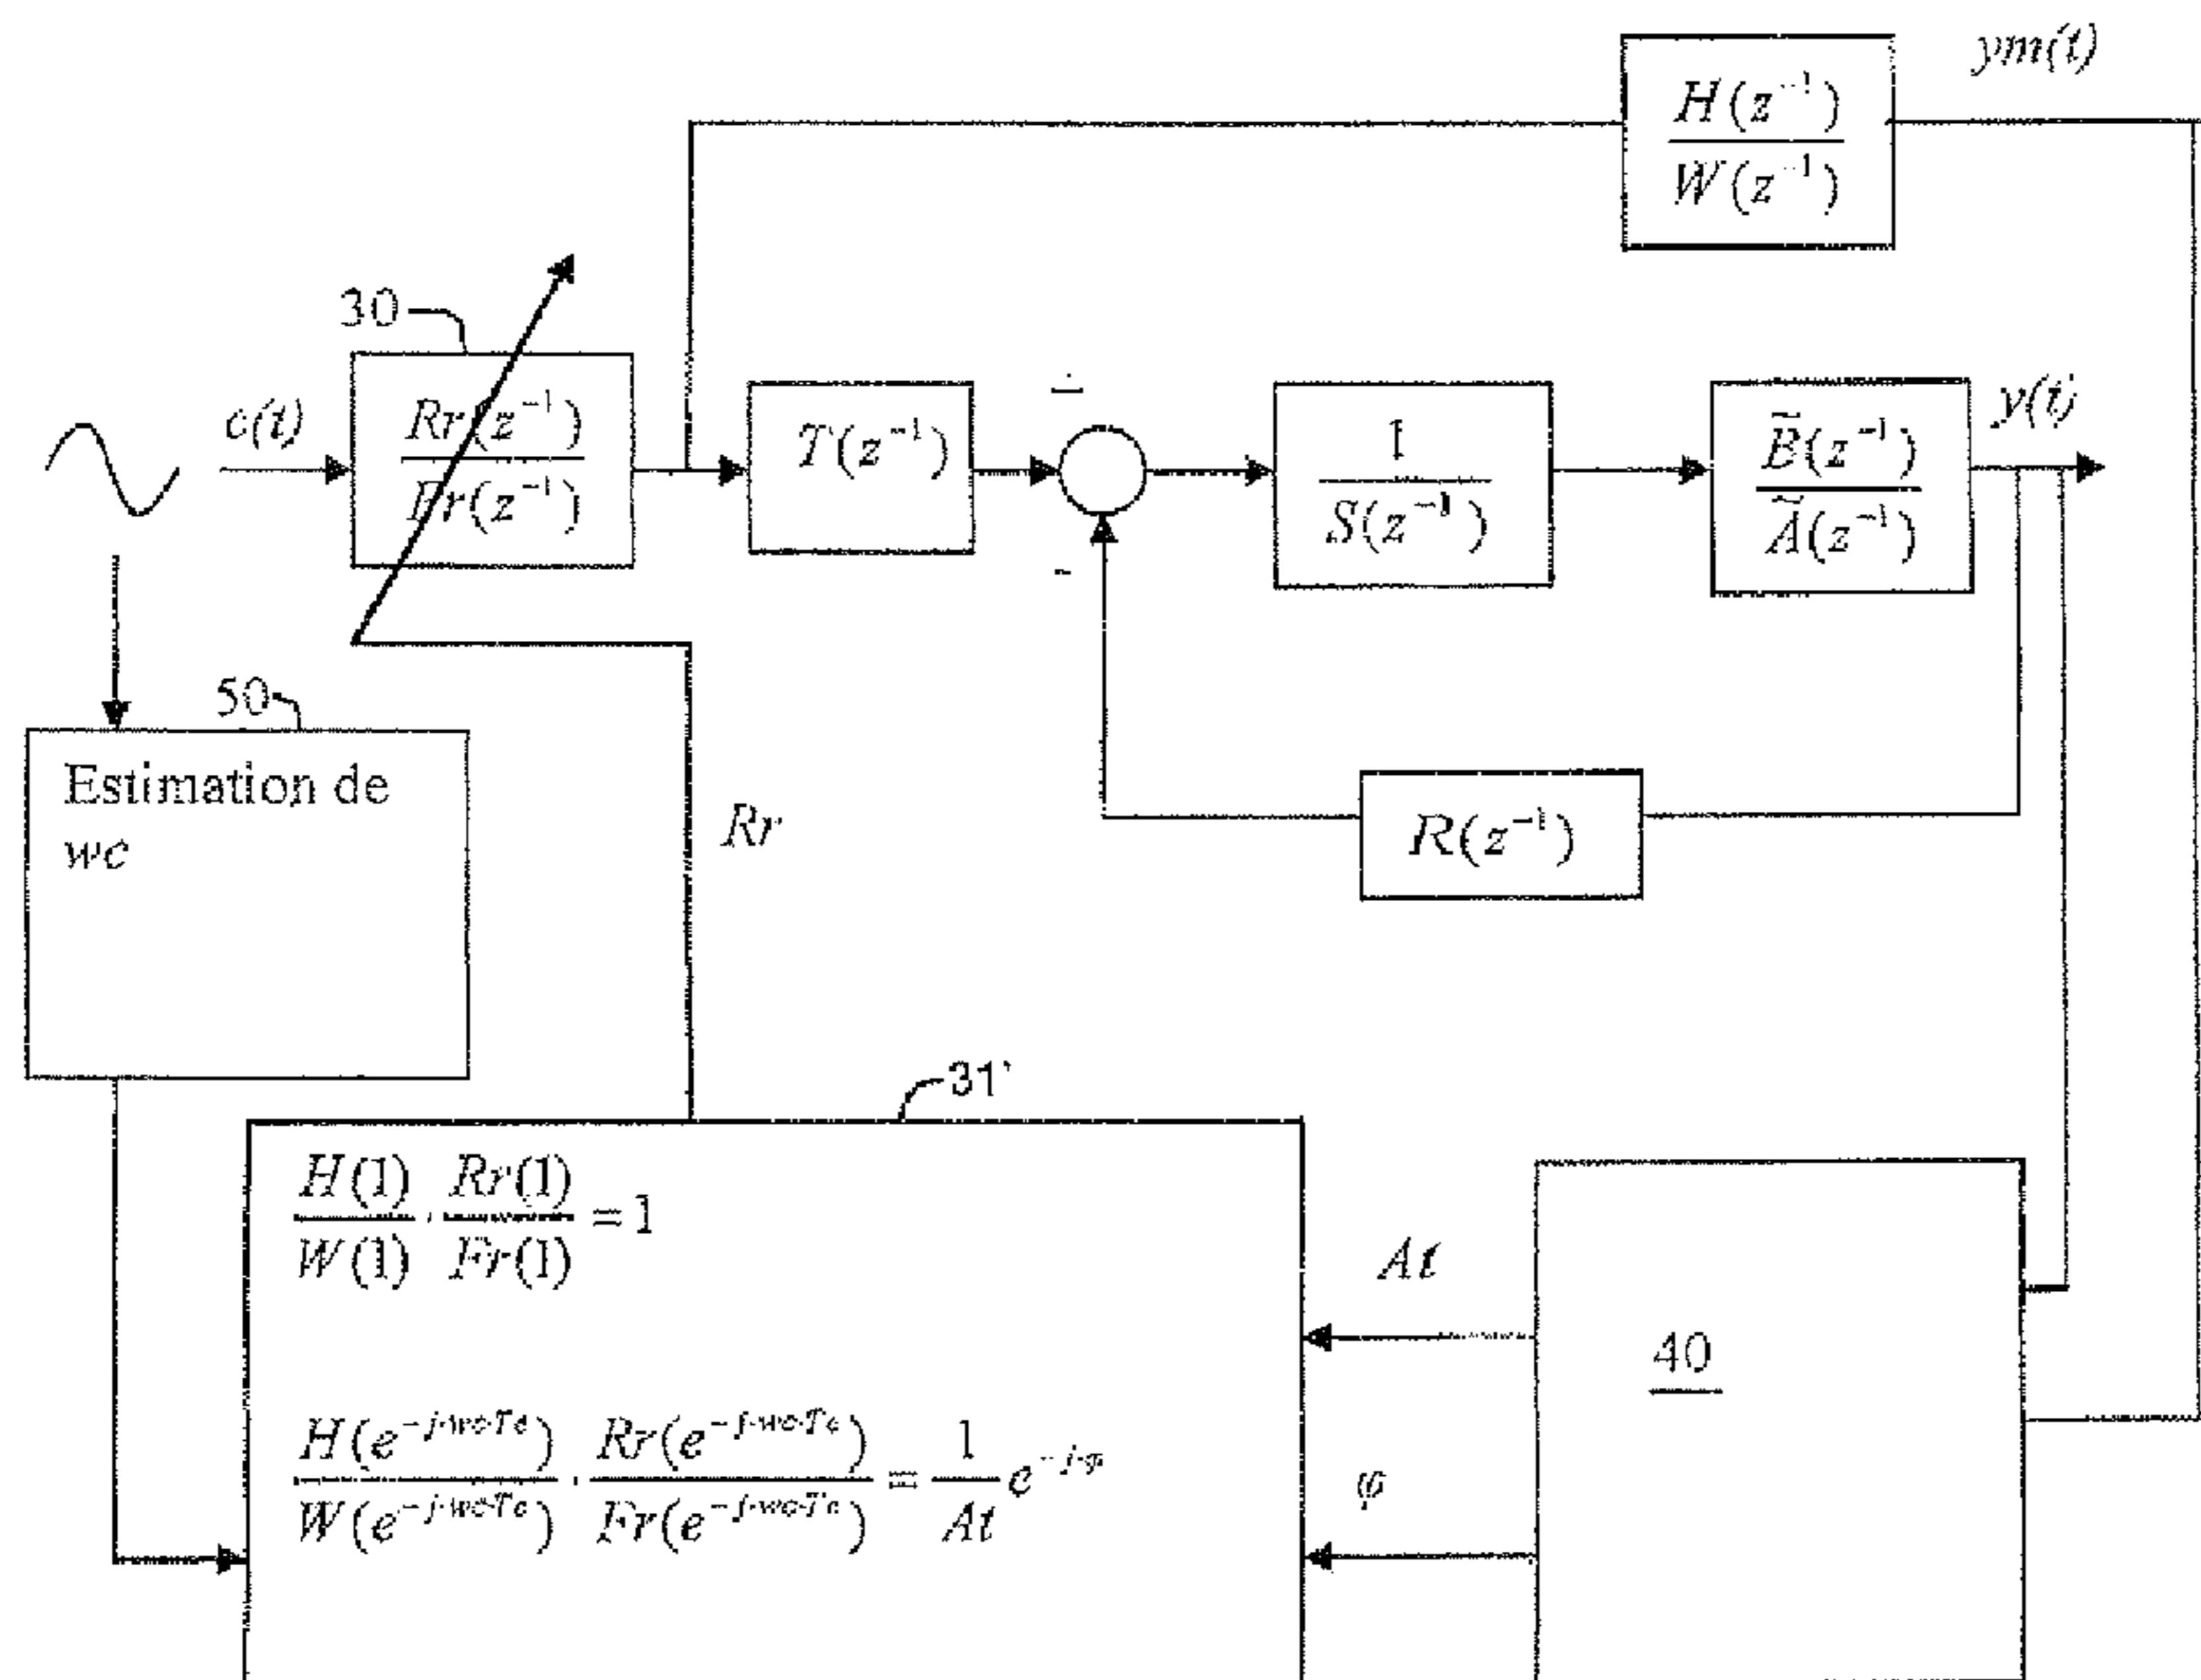 ym(t)
H(z⁻¹)
W(z⁻¹)
30
c(t)
Rr(z⁻¹)
Fr(z⁻¹)
T(z⁻¹)
+
-
1
S(z⁻¹)
B̃(z⁻¹)
Ã(z⁻¹)
y(t)
50
Estimation de
wc
Rr
R(z⁻¹)
31'
H(1)/W(1) · Rr(1)/Fr(1) = 1
At
40
H(e^{-j·wc·Te})/W(e^{-j·wc·Te}) · Rr(e^{-j·wc·Te})/Fr(e^{-j·wc·Te}) = 1/At e^{-j·φ}
φ